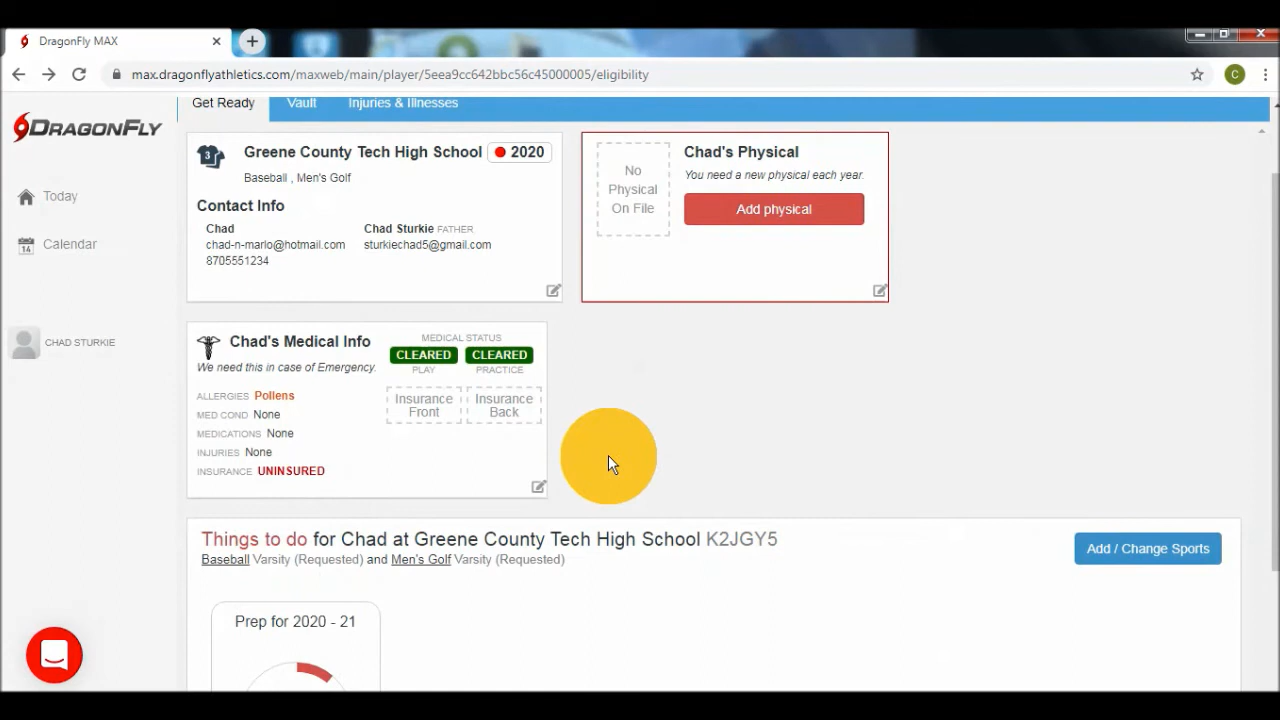 DragonFly MAX
max.dragonflyathletics.com/maxweb/main/player/5eea9cc642bbc56c45000005/eligibility
C
DRAGONFLY
Today
14
Calendar
CHAD STURKIE
Get Ready
Vault
Injuries & Illnesses
3
Greene County Tech High School
2020
Baseball , Men's Golf
Contact Info
Chad
chad-n-marlo@hotmail.com
8705551234
Chad Sturkie FATHER
sturkiechad5@gmail.com
No
Physical
On File
Chad's Physical
You need a new physical each year.
Add physical
Chad's Medical Info
We need this in case of Emergency.
ALLERGIES Pollens
MED COND None
MEDICATIONS None
INJURIES None
INSURANCE UNINSURED
MEDICAL STATUS
CLEARED
PLAY
CLEARED
PRACTICE
Insurance
Front
Insurance
Back
Things to do for Chad at Greene County Tech High School K2JGY5
Baseball Varsity (Requested) and Men's Golf Varsity (Requested)
Add / Change Sports
Prep for 2020 - 21